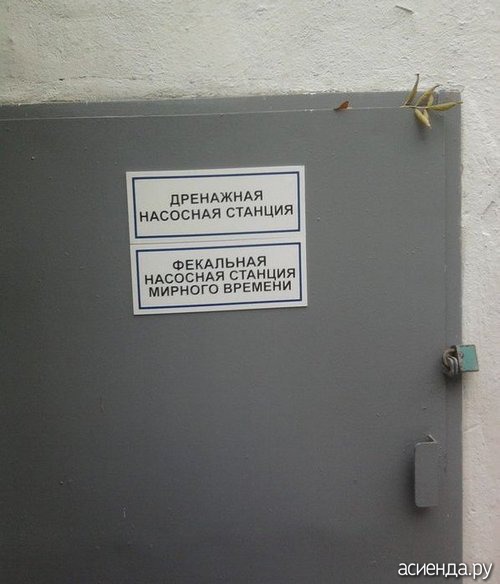 ДРЕНАЖНАЯ
НАСОСНАЯ СТАНЦИЯ
ФЕКАЛЬНАЯ
НАСОСНАЯ СТАНЦИЯ
МИРНОГО ВРЕМЕНИ
асиенда.ру